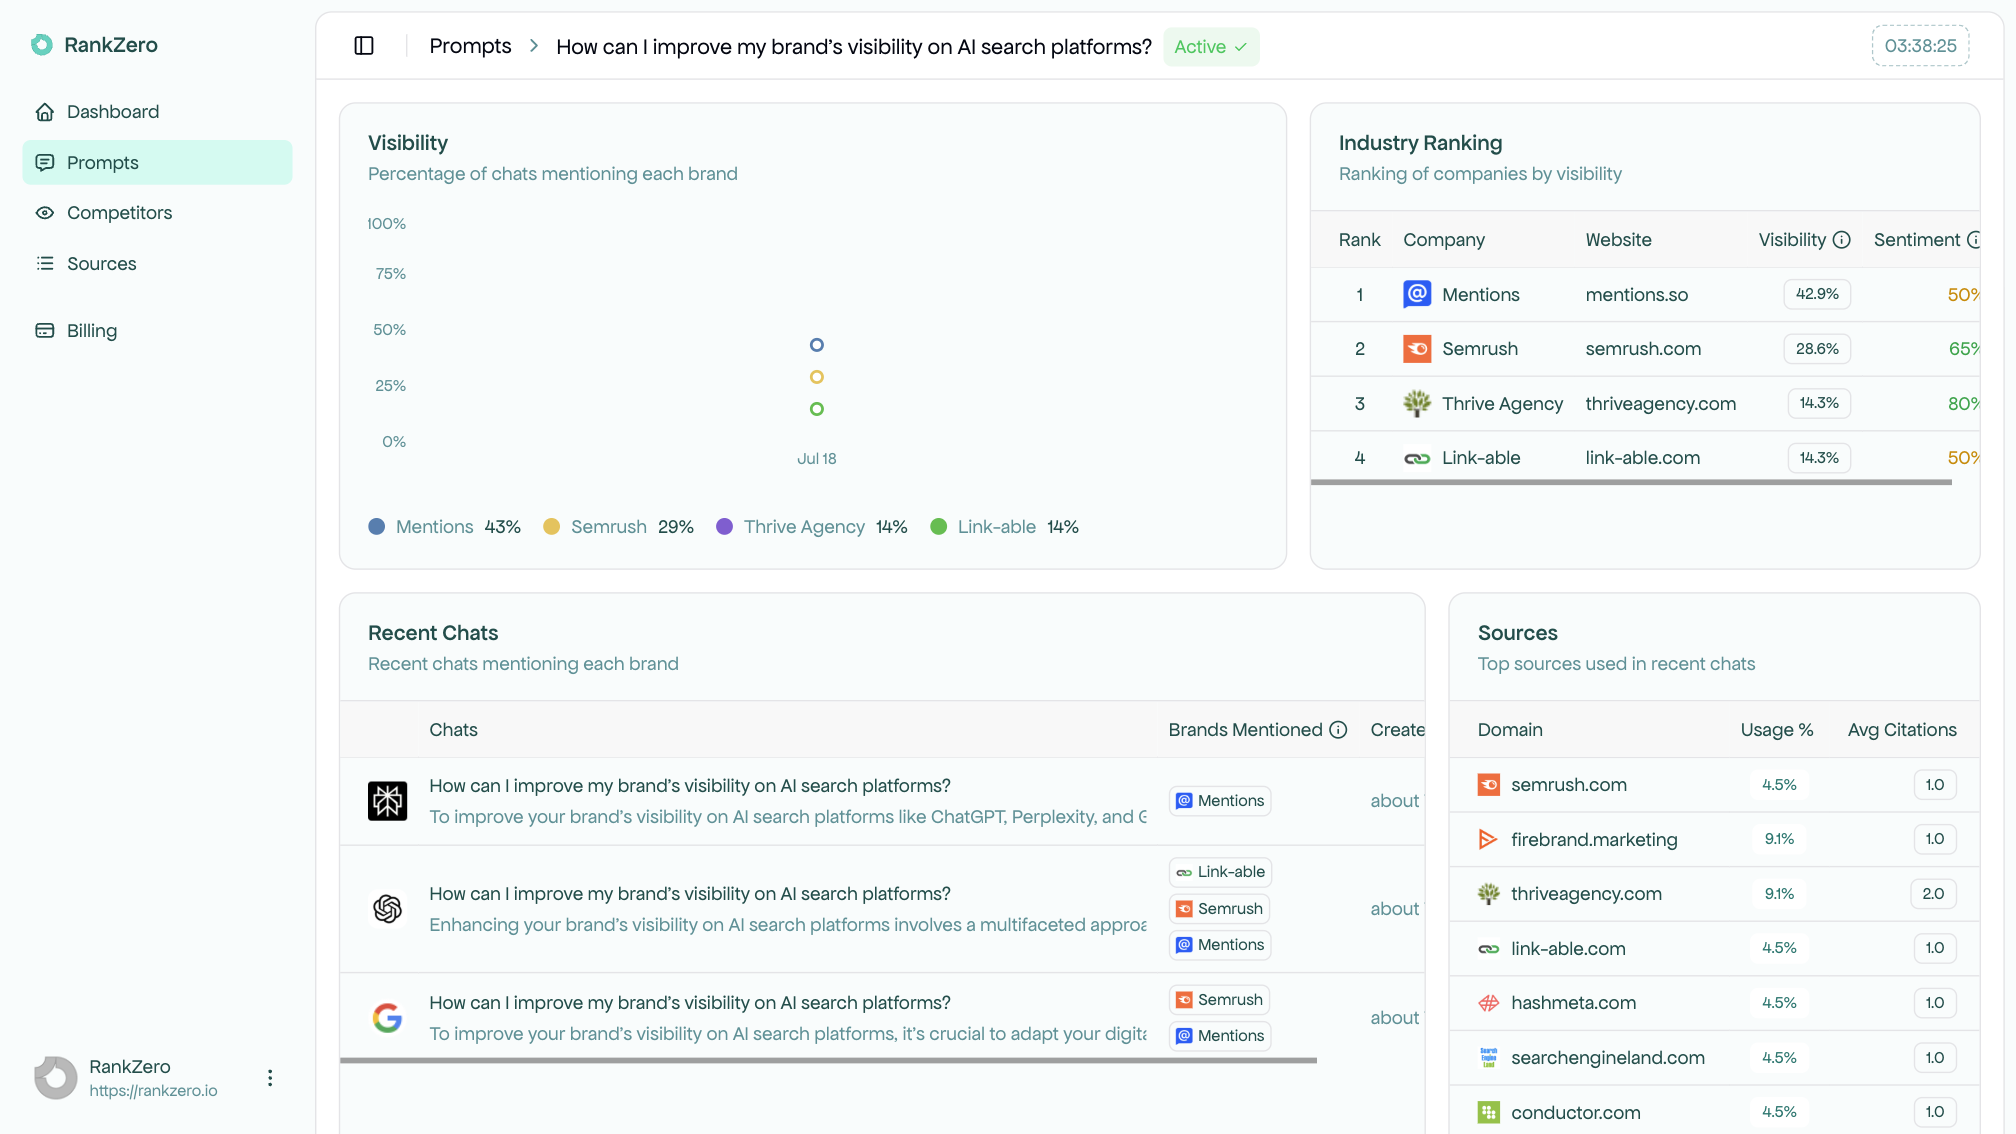 RankZero
Dashboard
Prompts
Competitors
Sources
Billing
RankZero
https://rankzero.io
Prompts > How can I improve my brand's visibility on AI search platforms? Active
03:38:25
Visibility
Percentage of chats mentioning each brand
100%
75%
50%
25%
0%
Jul 18
Mentions 43% Semrush 29% Thrive Agency 14% Link-able 14%
Industry Ranking
Ranking of companies by visibility
Rank Company Website Visibility Sentiment
1 Mentions mentions.so 42.9% 50%
2 Semrush semrush.com 28.6% 65%
3 Thrive Agency thriveagency.com 14.3% 80%
4 Link-able link-able.com 14.3% 50%
Recent Chats
Recent chats mentioning each brand
Chats Brands Mentioned Create
How can I improve my brand's visibility on AI search platforms?
To improve your brand's visibility on AI search platforms like ChatGPT, Perplexity, and
Mentions
about
How can I improve my brand's visibility on AI search platforms?
Enhancing your brand's visibility on AI search platforms involves a multifaceted approa
Link-able
Semrush
Mentions
about
How can I improve my brand's visibility on AI search platforms?
To improve your brand's visibility on AI search platforms, it's crucial to adapt your digita
Semrush
Mentions
about
Sources
Top sources used in recent chats
Domain Usage % Avg Citations
semrush.com 4.5% 1.0
firebrand.marketing 9.1% 1.0
thriveagency.com 9.1% 2.0
link-able.com 4.5% 1.0
hashmeta.com 4.5% 1.0
Search Engine Land
searchengineland.com 4.5% 1.0
conductor.com 4.5% 1.0